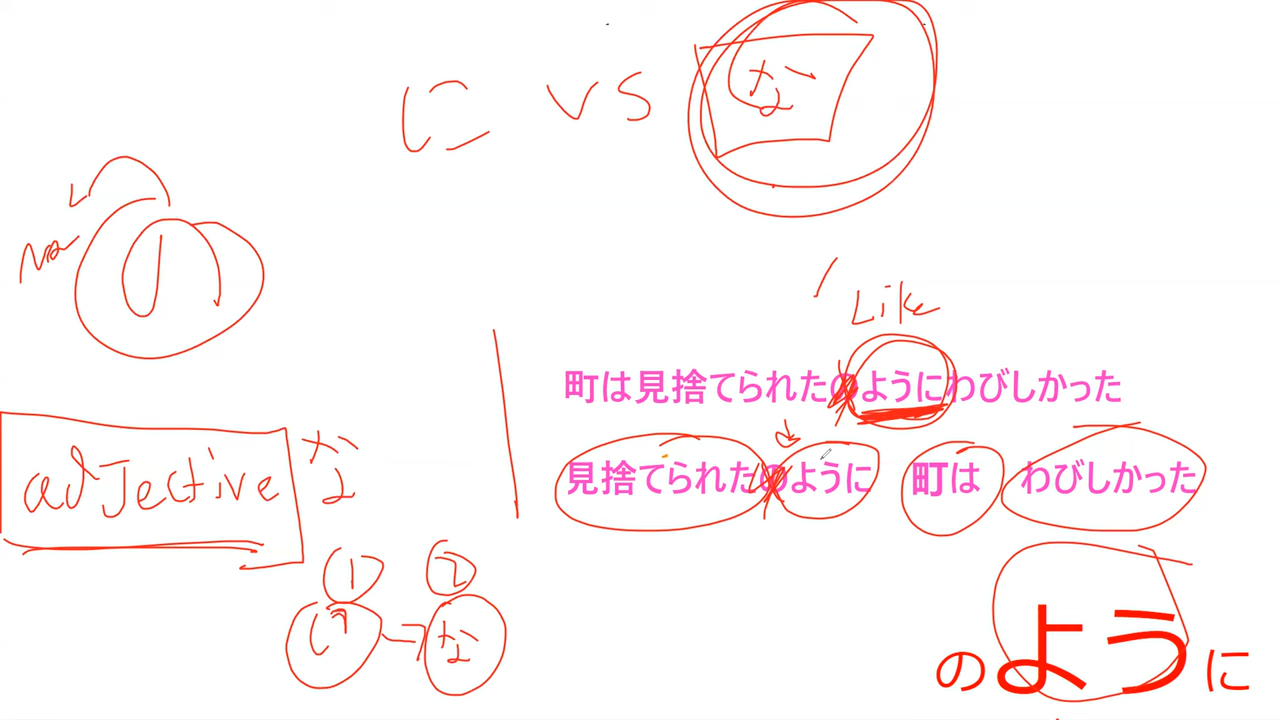 に vs な
の
Na
Like
町は見捨てられたのようにわびしかった
adjective な
見捨てられたのように 町は わびしかった
1 2
い→な
のように